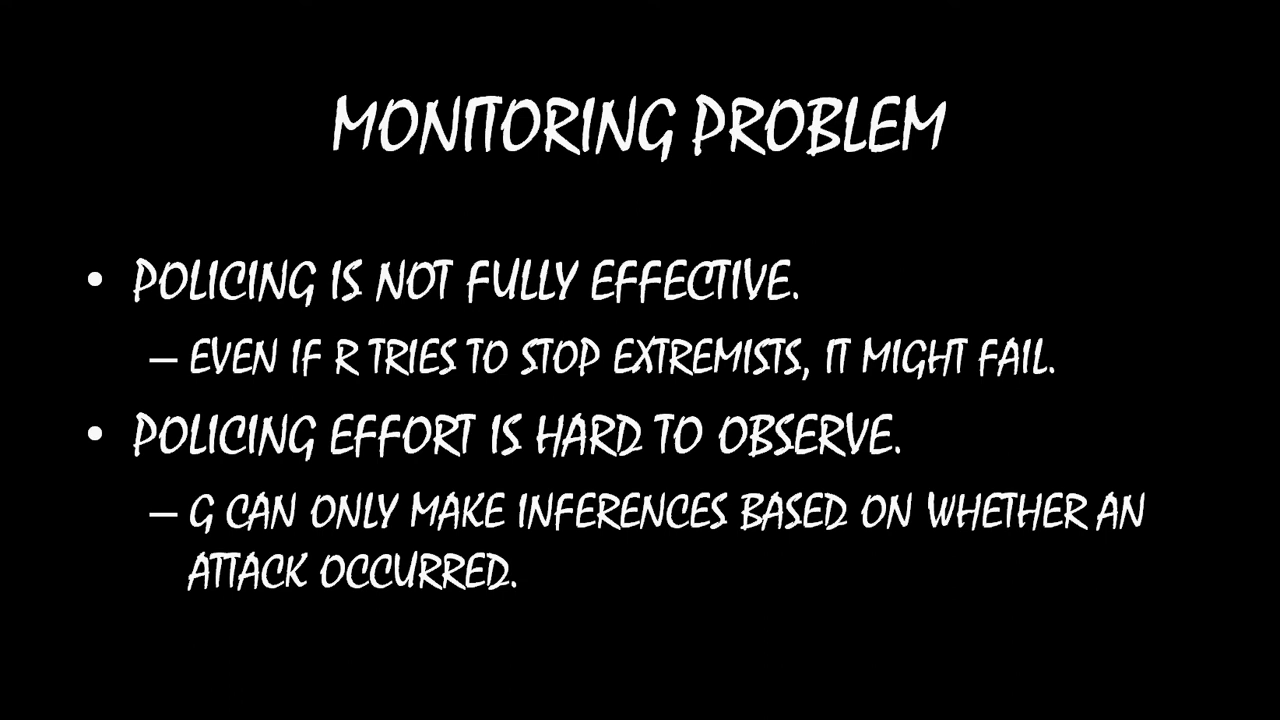 MONITORING PROBLEM
• POLICING IS NOT FULLY EFFECTIVE.
– EVEN IF R TRIES TO STOP EXTREMISTS, IT MIGHT FAIL.
• POLICING EFFORT IS HARD TO OBSERVE.
– G CAN ONLY MAKE INFERENCES BASED ON WHETHER AN
ATTACK OCCURRED.